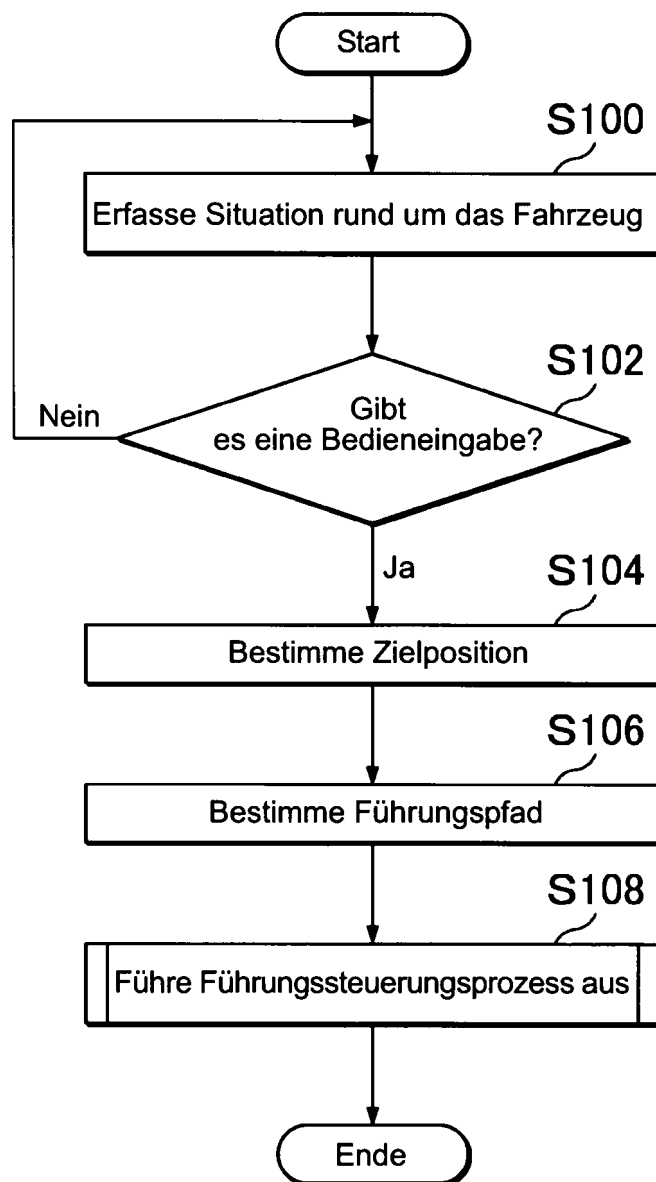 Start
S100
Erfasse Situation rund um das Fahrzeug
S102
Nein
Gibt
es eine Bedieneingabe?
Ja
S104
Bestimme Zielposition
S106
Bestimme Führungspfad
S108
Führe Führungssteuerungsprozess aus
Ende